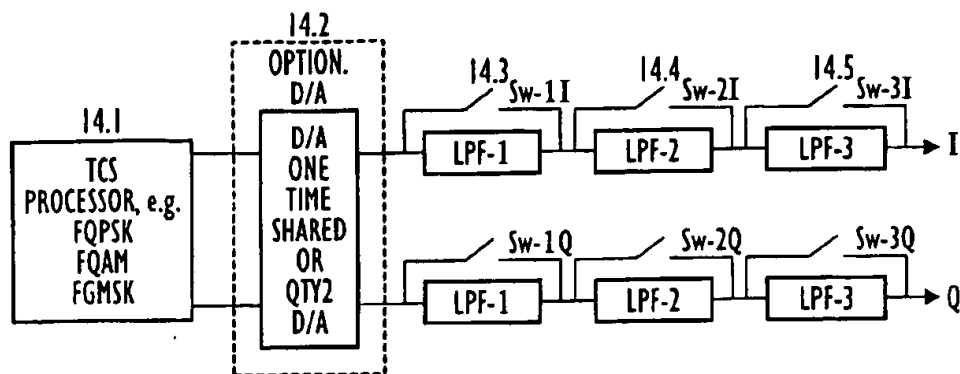 14.2
OPTION.
D/A
14.3
Sw-1I
14.4
Sw-2I
14.5
Sw-3I
14.1
TCS
PROCESSOR, e.g.
FQPSK
FQAM
FGMSK
D/A
ONE
TIME
SHARED
OR
QTY2
D/A
LPF-1
LPF-2
LPF-3
I
Sw-1Q
Sw-2Q
Sw-3Q
LPF-1
LPF-2
LPF-3
Q